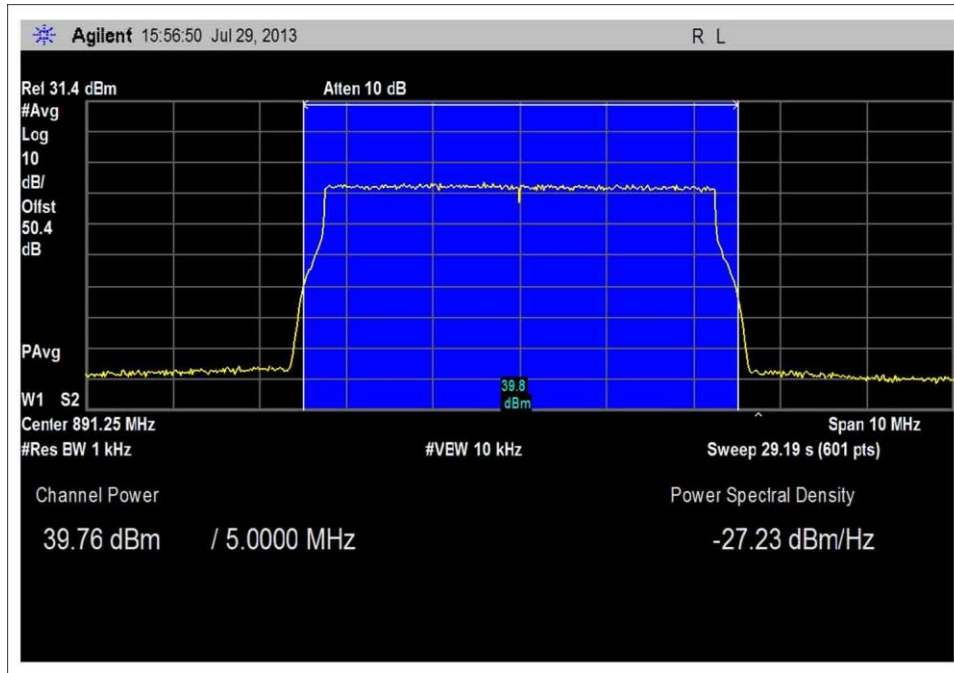 Agilent 15:56:50 Jul 29, 2013 R L
Rel 31.4 dBm Atten 10 dB
#Avg
Log
10
dB/
Offst
50.4
dB
PAvg
39.8
dBm
W1 S2
Center 891.25 MHz Span 10 MHz
#Res BW 1 kHz #VBW 10 kHz Sweep 29.19 s (601 pts)
Channel Power Power Spectral Density
39.76 dBm / 5.0000 MHz -27.23 dBm/Hz